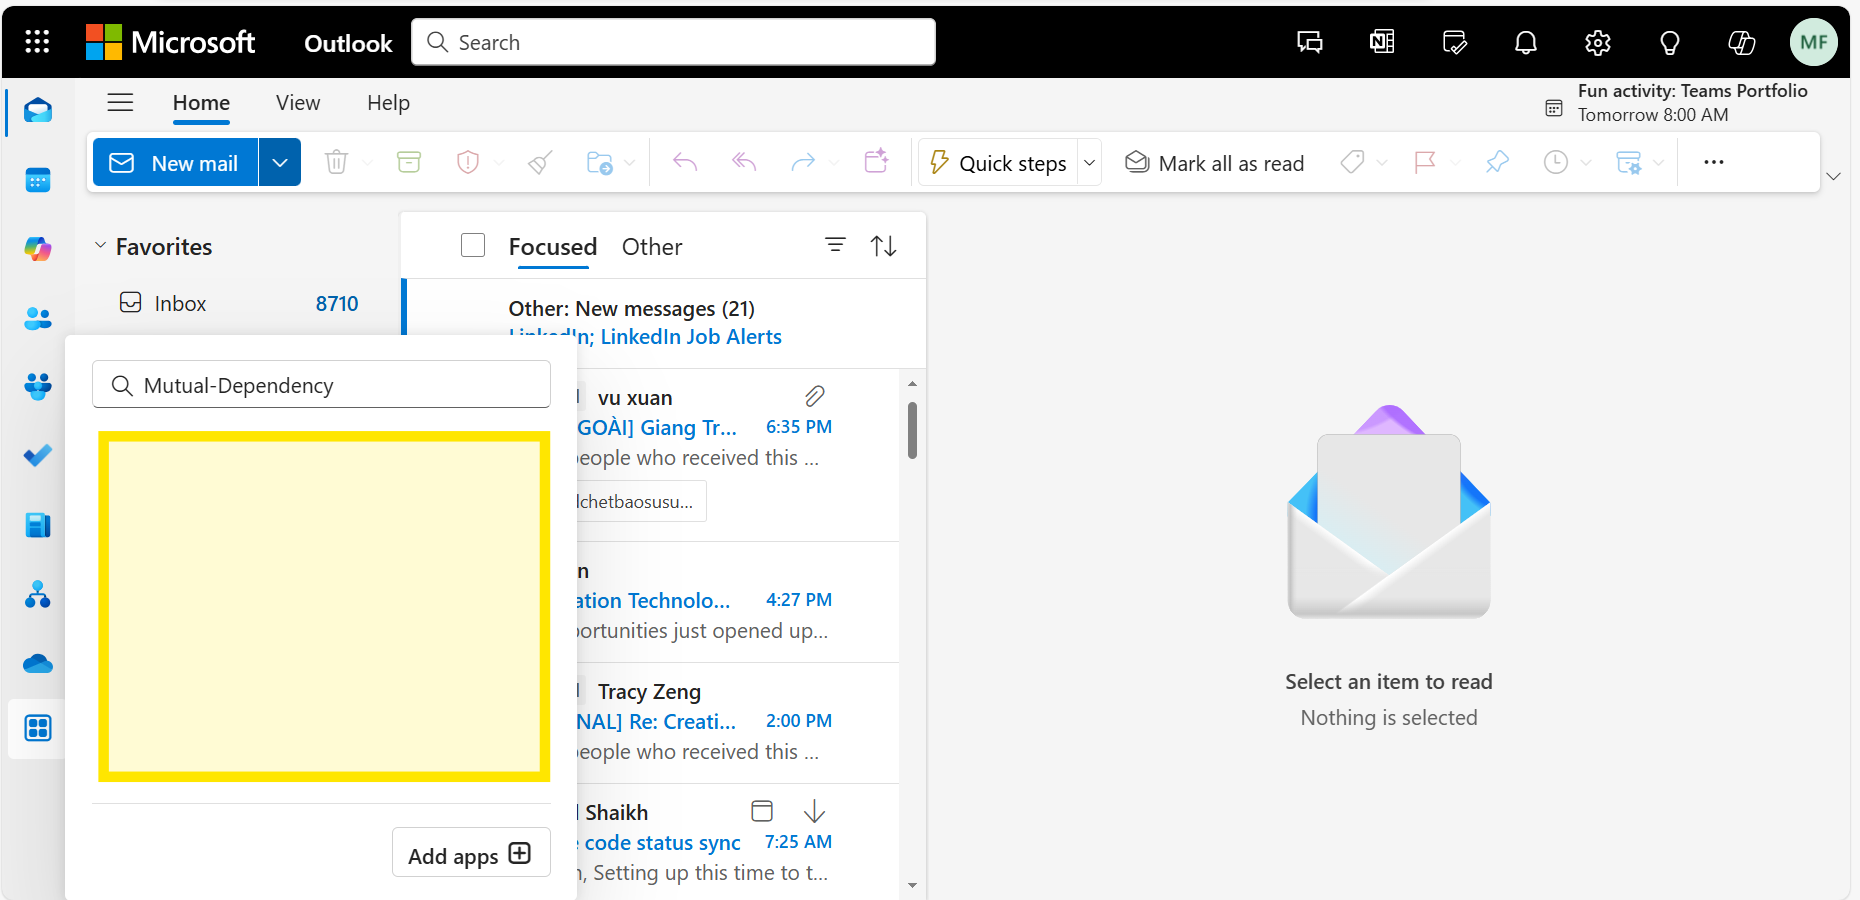 Microsoft Outlook Search MF
Home View Help
Fun activity: Teams Portfolio
Tomorrow 8:00 AM
New mail Quick steps Mark all as read
Favorites
Inbox 8710
Mutual-Dependency
Add apps
Focused Other
Other: New messages (21)
LinkedIn; LinkedIn Job Alerts
vu xuan
GOÀI] Giang Tr... 6:35 PM
people who received this ...
lchetbaosusu...
n
ation Technolo... 4:27 PM
portunities just opened up...
Tracy Zeng
NAL] Re: Creati... 2:00 PM
people who received this ...
Shaikh
code status sync 7:25 AM
, Setting up this time to t...
Select an item to read
Nothing is selected